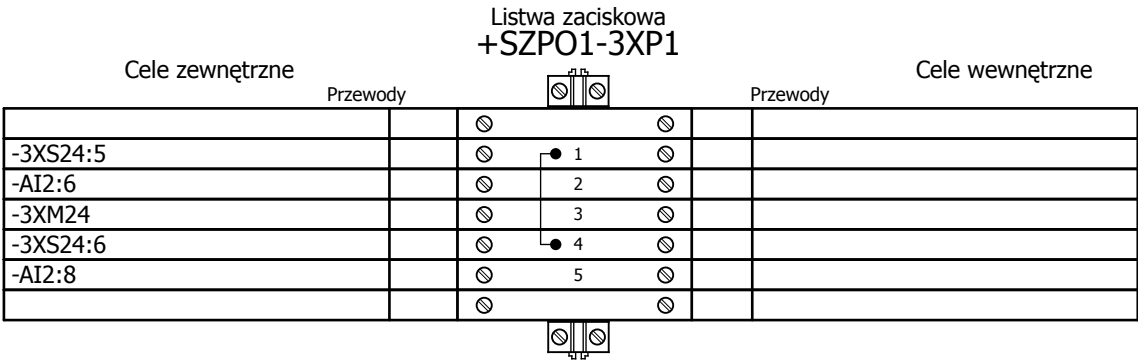 Listwa zaciskowa
+SZPO1-3XP1
Cele zewnętrzne
Cele wewnętrzne
Przewody
Przewody
-3XS24:5 1
-AI2:6 2
-3XM24 3
-3XS24:6 4
-AI2:8 5